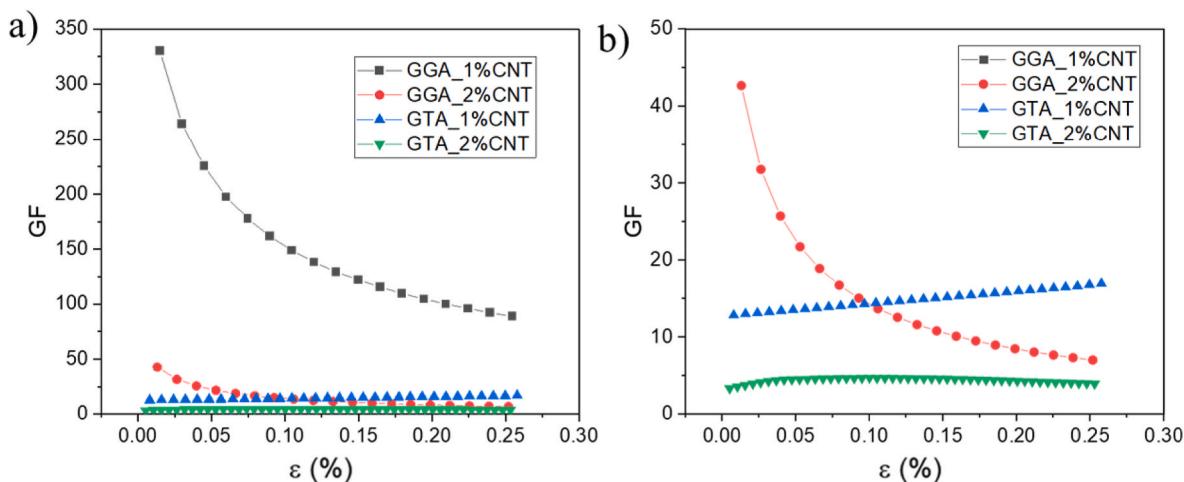 a)
350
300
250
200
150
100
50
0
GF
GGA_1%CNT
GGA_2%CNT
GTA_1%CNT
GTA_2%CNT
0.00 0.05 0.10 0.15 0.20 0.25 0.30
ε (%)
b)
50
40
30
20
10
0
GF
GGA_1%CNT
GGA_2%CNT
GTA_1%CNT
GTA_2%CNT
0.00 0.05 0.10 0.15 0.20 0.25 0.30
ε (%)